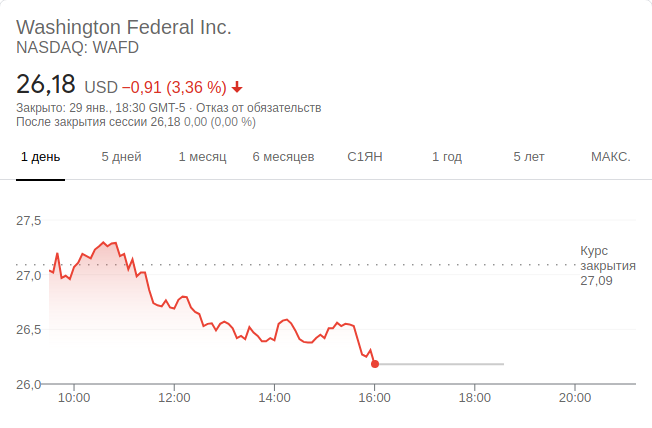 Washington Federal Inc.
NASDAQ: WAFD
26,18 USD −0,91 (3,36 %)
Закрыто: 29 янв., 18:30 GMT-5 · Отказ от обязательств
После закрытия сессии 26,18 0,00 (0,00 %)
1 день 5 дней 1 месяц 6 месяцев С1ЯН 1 год 5 лет МАКС.
27,5
Курс
закрытия
27,09
27,0
26,5
26,0
10:00 12:00 14:00 16:00 18:00 20:00